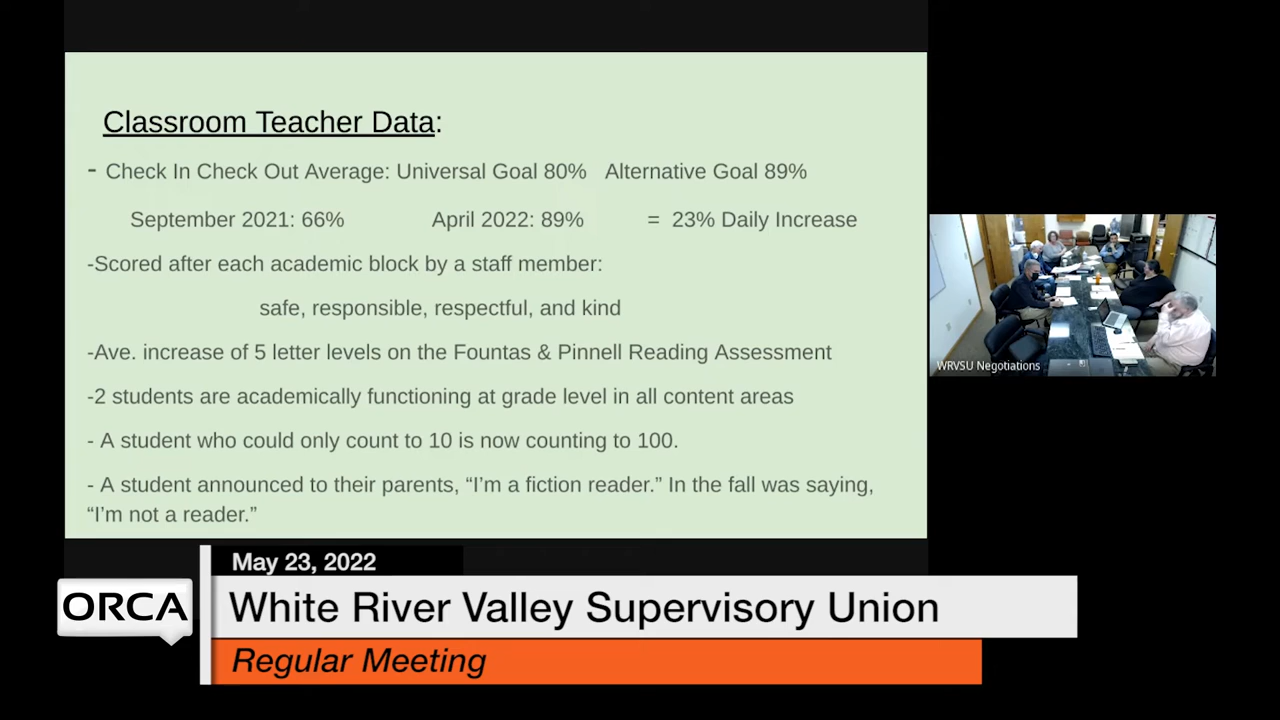 Classroom Teacher Data:
- Check In Check Out Average: Universal Goal 80% Alternative Goal 89%
September 2021: 66% April 2022: 89% = 23% Daily Increase
-Scored after each academic block by a staff member:
safe, responsible, respectful, and kind
-Ave. increase of 5 letter levels on the Fountas & Pinnell Reading Assessment
-2 students are academically functioning at grade level in all content areas
- A student who could only count to 10 is now counting to 100.
- A student announced to their parents, “I’m a fiction reader.” In the fall was saying,
“I’m not a reader.”
WRVSU Negotiations
May 23, 2022
ORCA
White River Valley Supervisory Union
Regular Meeting